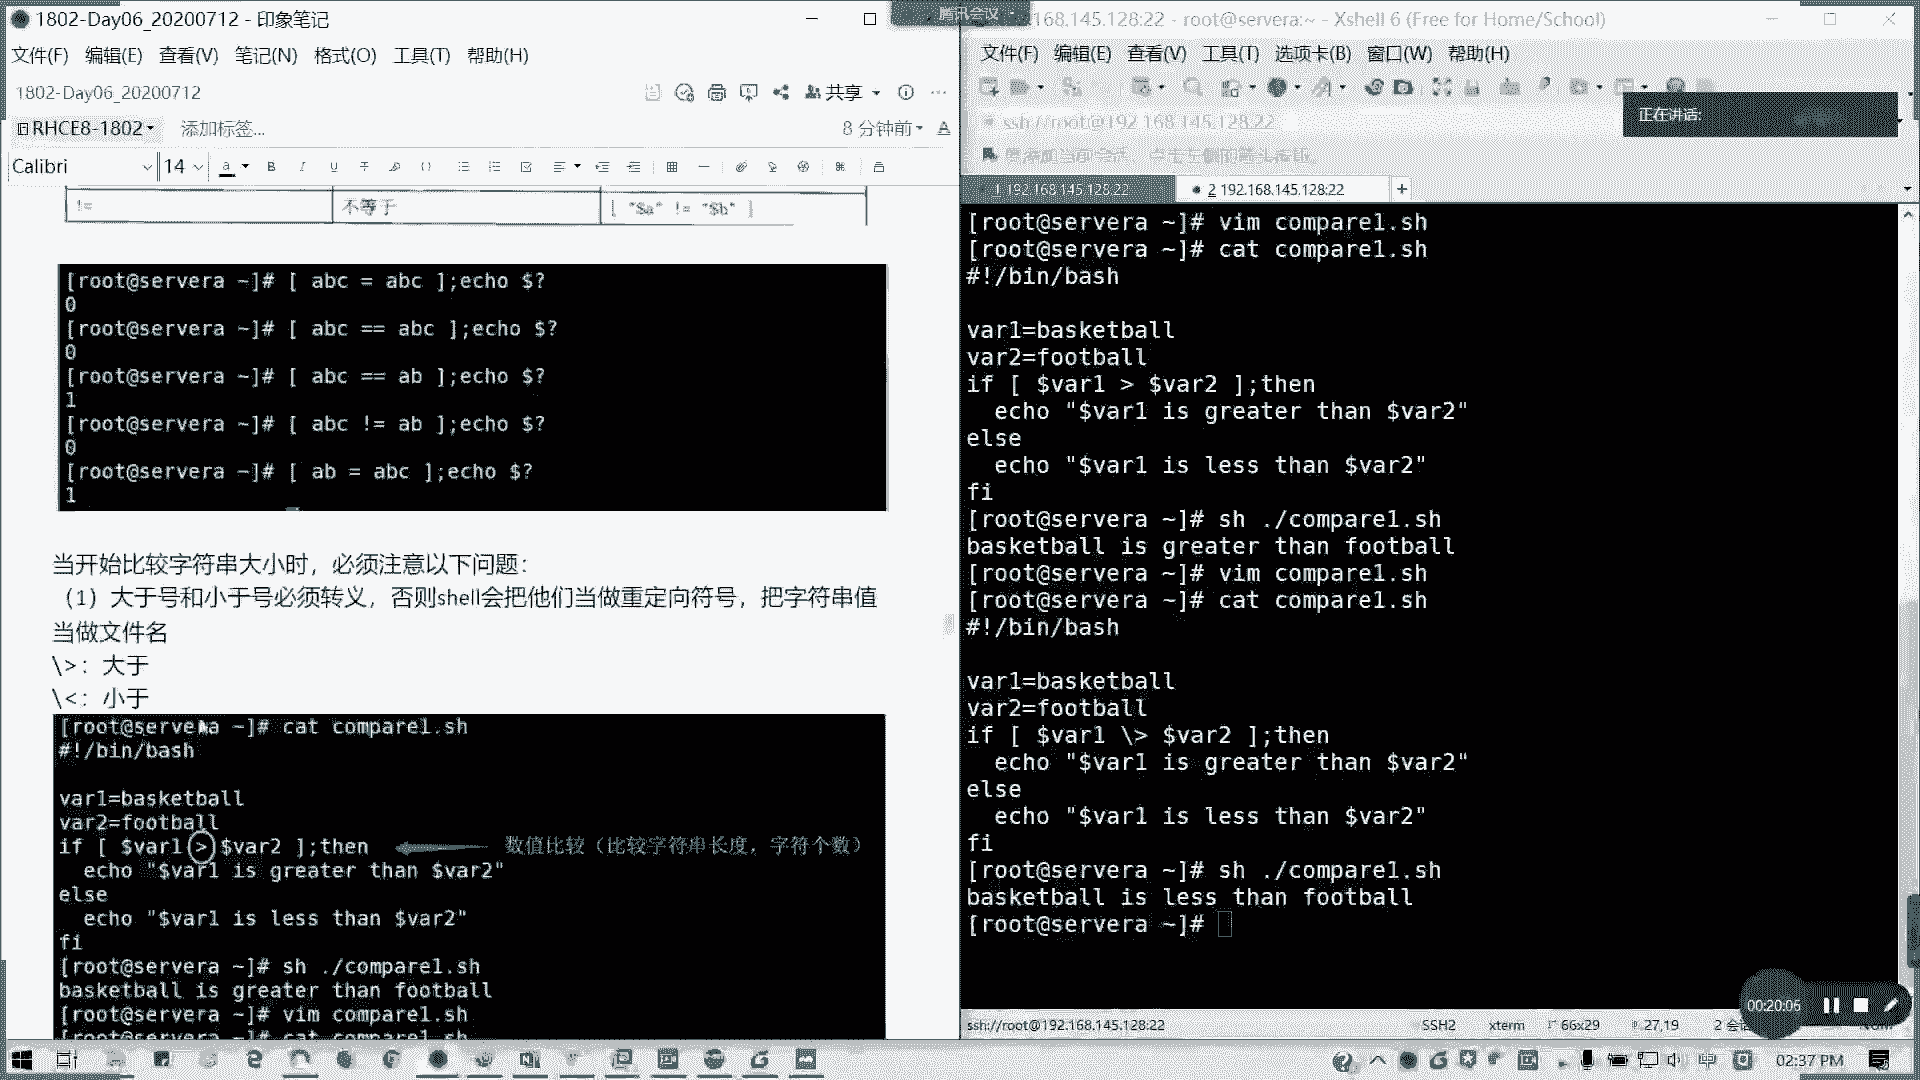 1802-Day06_20200712 - 印象笔记
文件(F) 编辑(E) 查看(V) 笔记(N) 格式(O) 工具(T) 帮助(H)
1802-Day06_20200712
共享
RHCE8-1802
添加标签...
8 分钟前
Calibri
14
!=
不等于
[ "$a" != "$b" ]
[root@servera ~]# [ abc = abc ];echo $?
0
[root@servera ~]# [ abc == abc ];echo $?
0
[root@servera ~]# [ abc == ab ];echo $?
1
[root@servera ~]# [ abc != ab ];echo $?
0
[root@servera ~]# [ ab = abc ];echo $?
1
当开始比较字符串大小时，必须注意以下问题：
（1）大于号和小于号必须转义，否则shell会把他们当做重定向符号，把字符串值
当做文件名
\>：大于
\<：小于
[root@servera ~]# cat compare1.sh
#!/bin/bash
var1=basketball
var2=football
if [ $var1 > $var2 ];then
数值比较（比较字符串长度，字符个数）
echo "$var1 is greater than $var2"
else
echo "$var1 is less than $var2"
fi
[root@servera ~]# sh ./compare1.sh
basketball is greater than football
[root@servera ~]# vim compare1.sh
[root@servera ~]# cat compare1.sh
腾讯会议
168.145.128:22 - root@servera:~ - Xshell 6 (Free for Home/School)
文件(F) 编辑(E) 查看(V) 工具(T) 选项卡(B) 窗口(W) 帮助(H)
ssh://root@192.168.145.128:22
正在讲话:
1 192.168.145.128:22
2 192.168.145.128:22
[root@servera ~]# vim compare1.sh
[root@servera ~]# cat compare1.sh
#!/bin/bash
var1=basketball
var2=football
if [ $var1 > $var2 ];then
echo "$var1 is greater than $var2"
else
echo "$var1 is less than $var2"
fi
[root@servera ~]# sh ./compare1.sh
basketball is greater than football
[root@servera ~]# vim compare1.sh
[root@servera ~]# cat compare1.sh
#!/bin/bash
var1=basketball
var2=football
if [ $var1 \> $var2 ];then
echo "$var1 is greater than $var2"
else
echo "$var1 is less than $var2"
fi
[root@servera ~]# sh ./compare1.sh
basketball is less than football
[root@servera ~]#
00:20:06
ssh://root@192.168.145.128:22
SSH2
xterm
66x29
27,19
2 会
中
02:37 PM